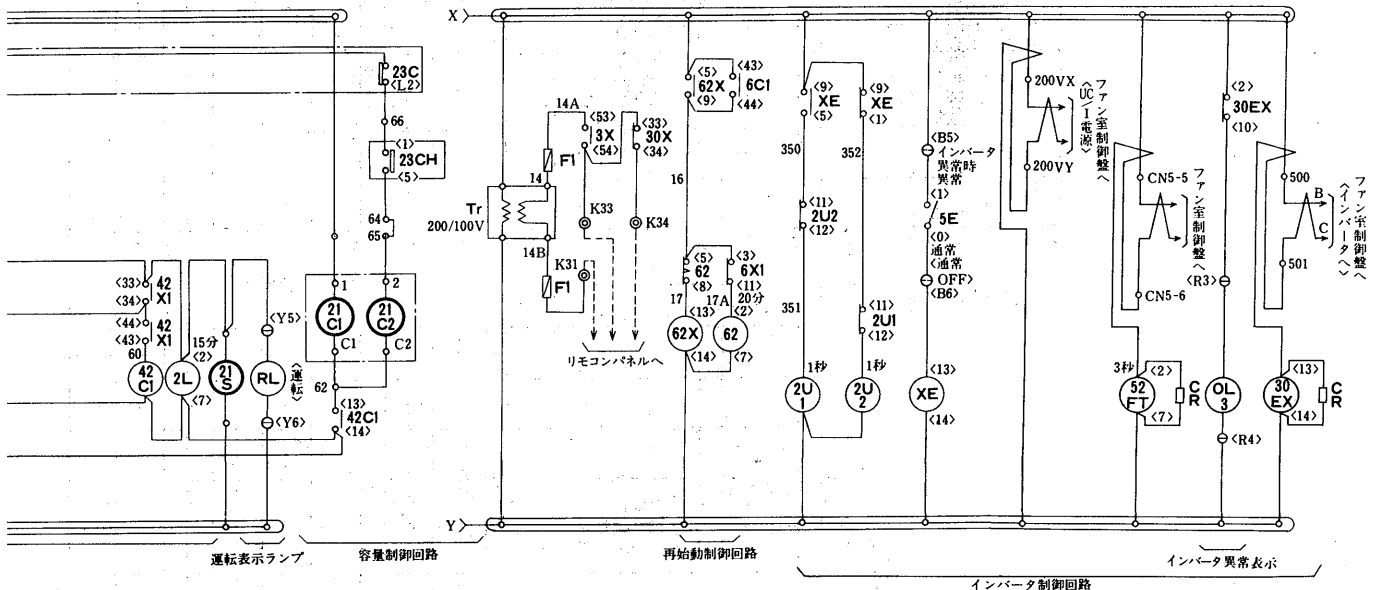 X
23C
<L2>
66
<1>
23CH
<5>
64
65
<33>
42
X1
<34>
<44>
42
X1
<43>
60
42
C1
15分
<2>
2L
<7>
21
S
<Y5>
RL
<運転>
<Y6>
1
21
C1
C1
2
21
C2
C2
62
<13>
42C1
<14>
14A
<53>
3X
<54>
<33>
30X
<34>
F1
14
Tr
200/100V
14B
F1
K33
K34
K31
リモコンパネルへ
<5>
62X
<9>
<43>
6C1
<44>
16
<5>
62
<8>
<3>
6X1
<11>
17
17A
20分
<13>
62X
<14>
<2>
62
<7>
<9>
XE
<5>
<9>
XE
<1>
350
352
<11>
2U2
<12>
351
<11>
2U1
<12>
1秒
2U
1
1秒
2U
2
<B5>
インバータ
異常時
異常
<1>
5E
<0>
通常
<通常
OFF>
<B6>
<13>
XE
<14>
200VX
200VY
ファン室制御盤へ
<UC/I電源>
CN5-5
CN5-6
ファン室制御盤へ
3秒
52
FT
<2>
<7>
CR
<2>
30EX
<10>
<R3>
OL
3
<R4>
500
B
C
501
ファン室制御盤へ
<インバータへ>
30
EX
<13>
<14>
CR
Y
運転表示ランプ
容量制御回路
再始動制御回路
インバータ異常表示
インバータ制御回路